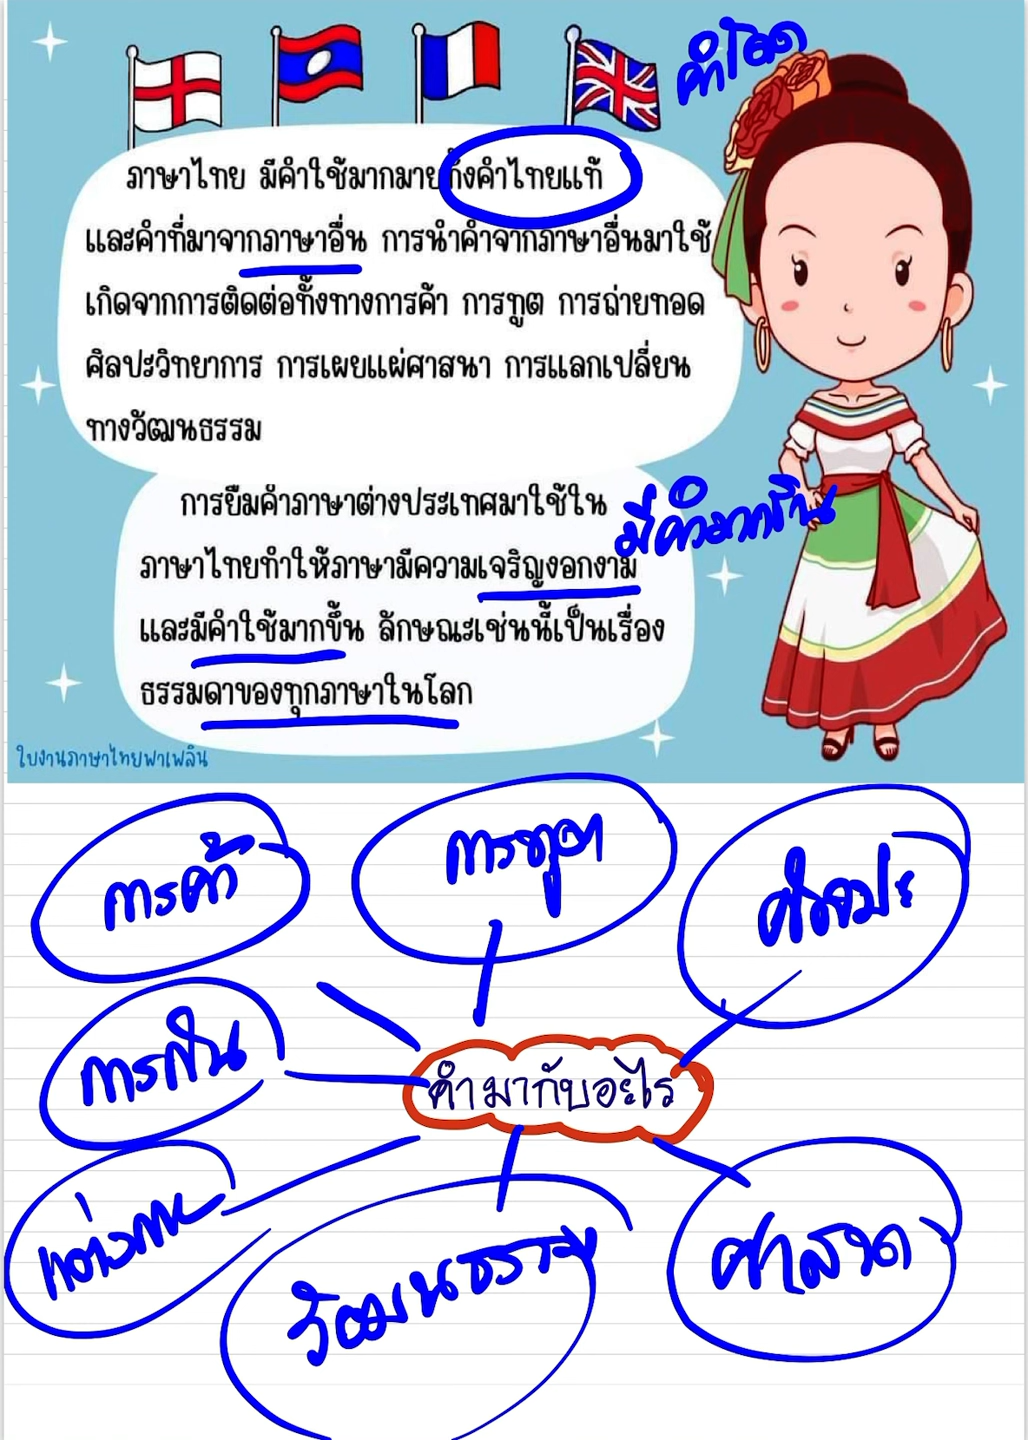 คำโดด
ภาษาไทย มีคำใช้มากมายทั้งคำไทยแท้
และคำที่มาจากภาษาอื่น การนำคำจากภาษาอื่นมาใช้
เกิดจากการติดต่อทั้งทางการค้า การทูต การถ่ายทอด
ศิลปะวิทยาการ การเผยแผ่ศาสนา การแลกเปลี่ยน
ทางวัฒนธรรม
การยืมคำภาษาต่างประเทศมาใช้ใน
ภาษาไทยทำให้ภาษามีความเจริญงอกงาม
และมีคำใช้มากขึ้น ลักษณะเช่นนี้เป็นเรื่อง
ธรรมดาของทุกภาษาในโลก
ใบงานภาษาไทยพาเพลิน
การค้า
การทูต
การกิน
คำมากับอะไร
วัฒนธรรม